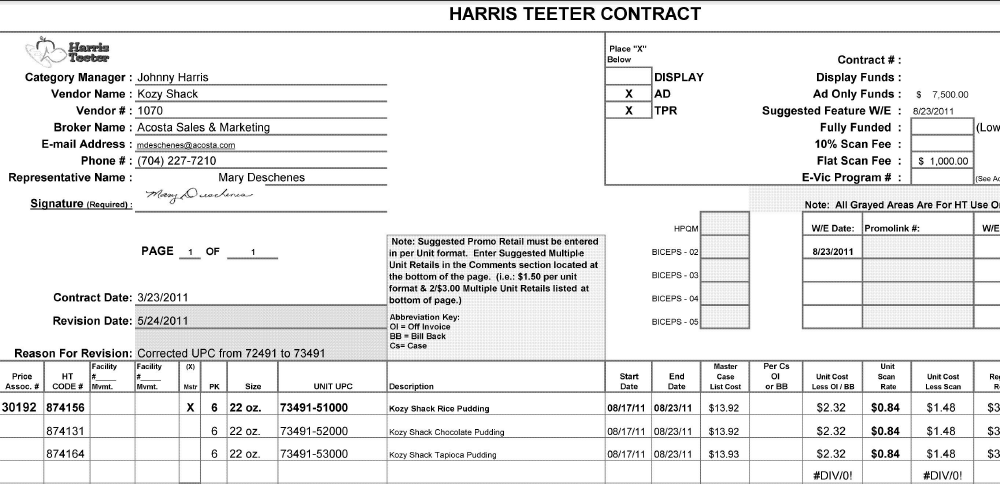 HARRIS TEETER CONTRACT
Harris Teeter
Category Manager : Johnny Harris
Vendor Name : Kozy Shack
Vendor # : 1070
Broker Name : Acosta Sales & Marketing
E-mail Address : mdeschenes@acosta.com
Phone # : (704) 227-7210
Representative Name : Mary Deschenes
Signature (Required) : Mary Deschenes
Place "X"
Below
DISPLAY
X AD
X TPR
Contract # :
Display Funds :
Ad Only Funds : $ 7,500.00
Suggested Feature W/E : 8/23/2011
Fully Funded : (Low
10% Scan Fee :
Flat Scan Fee : $ 1,000.00
E-Vic Program # : (See Ac
Note: All Grayed Areas Are For HT Use O
PAGE 1 OF 1
Contract Date: 3/23/2011
Revision Date: 5/24/2011
Reason For Revision: Corrected UPC from 72491 to 73491
Note: Suggested Promo Retail must be entered
in per Unit format. Enter Suggested Multiple
Unit Retails in the Comments section located at
the bottom of the page. (i.e.: $1.50 per unit
format & 2/$3.00 Multiple Unit Retails listed at
bottom of page.)
Abbreviation Key:
OI = Off Invoice
BB = Bill Back
Cs= Case
HPQM
BICEPS - 02
BICEPS - 03
BICEPS - 04
BICEPS - 05
W/E Date: Promolink #: W/E
8/23/2011
Price Assoc. # HT CODE # Facility #____ Mvmt. Facility #____ Mvmt. (X) Mstr PK Size UNIT UPC Description Start Date End Date Master Case List Cost Per Cs OI or BB Unit Cost Less OI / BB Unit Scan Rate Unit Cost Less Scan
30192 874156 X 6 22 oz. 73491-51000 Kozy Shack Rice Pudding 08/17/11 08/23/11 $13.92 $2.32 $0.84 $1.48 $3
874131 6 22 oz. 73491-52000 Kozy Shack Chocolate Pudding 08/17/11 08/23/11 $13.92 $2.32 $0.84 $1.48 $3
874164 6 22 oz. 73491-53000 Kozy Shack Tapioca Pudding 08/17/11 08/23/11 $13.93 $2.32 $0.84 $1.48 $3
#DIV/0! #DIV/0!